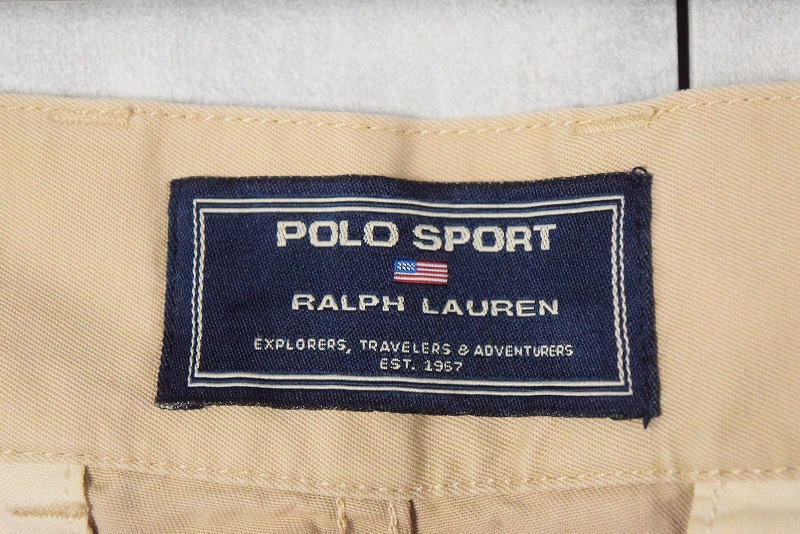 POLO SPORT
RALPH LAUREN
EXPLORERS, TRAVELERS & ADVENTURERS
EST. 1967